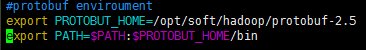 #protobuf enviroument
export PROTOBUT_HOME=/opt/soft/hadoop/protobuf-2.5
export PATH=$PATH:$PROTOBUT_HOME/bin